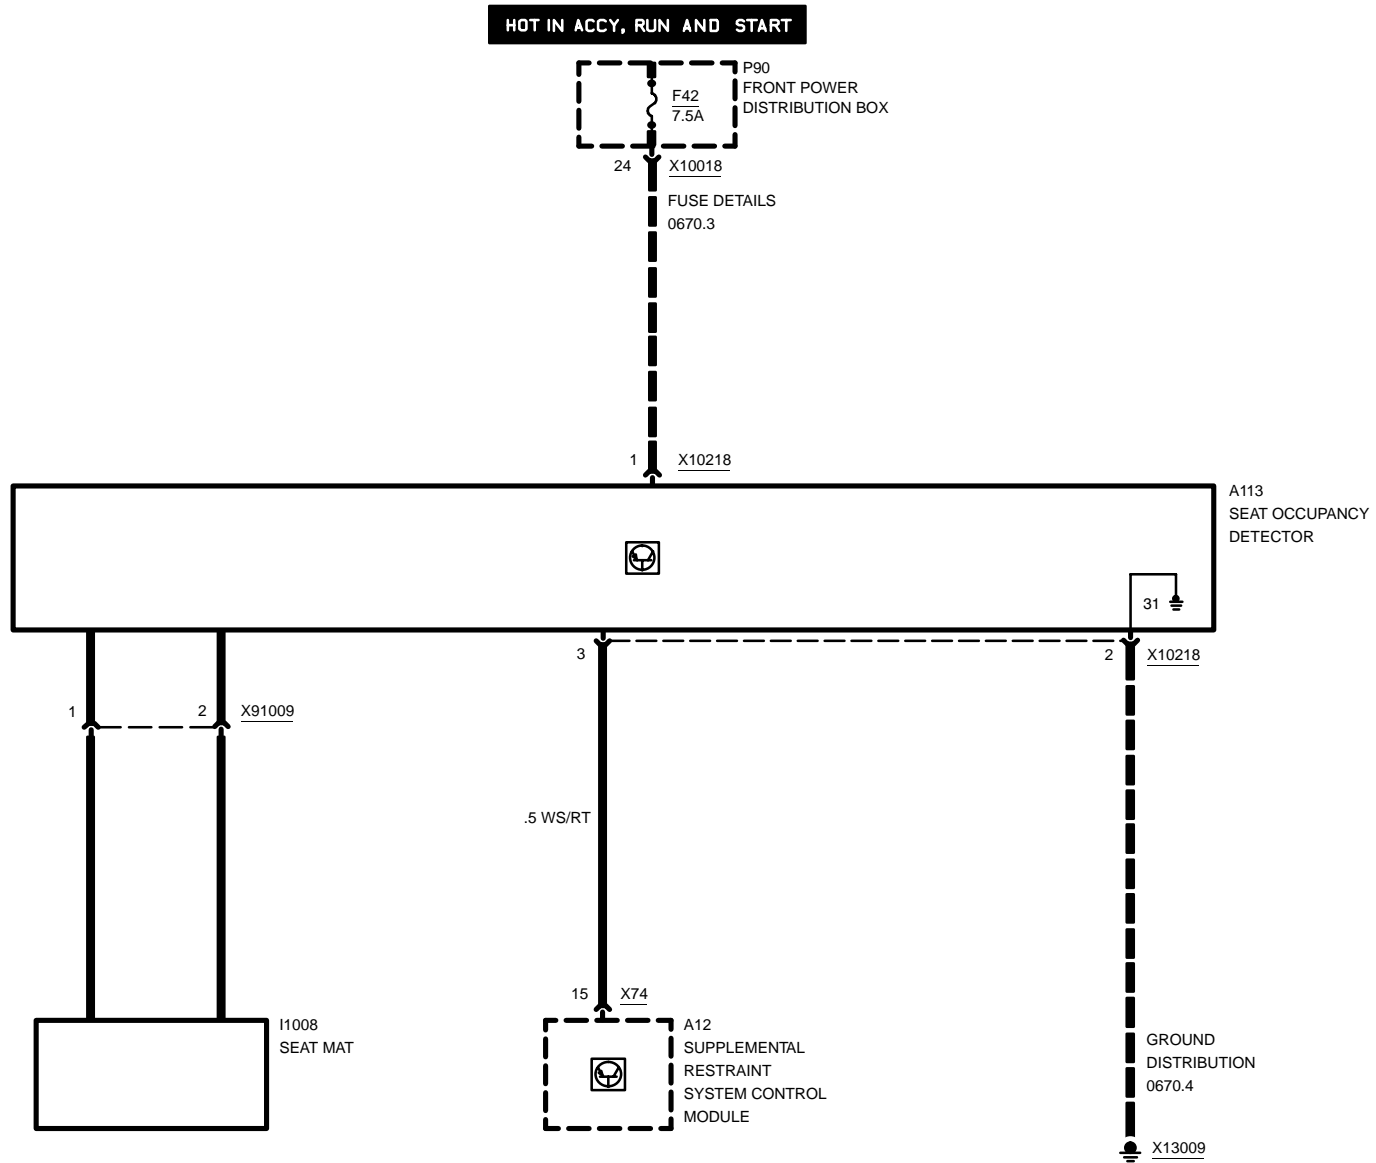 HOT IN ACCY, RUN AND START
P90
FRONT POWER
DISTRIBUTION BOX
F42
7.5A
24
X10018
FUSE DETAILS
0670.3
1
X10218
A113
SEAT OCCUPANCY
DETECTOR
31
3
2
X10218
1
2
X91009
.5 WS/RT
15
X74
I1008
SEAT MAT
A12
SUPPLEMENTAL
RESTRAINT
SYSTEM CONTROL
MODULE
GROUND
DISTRIBUTION
0670.4
X13009